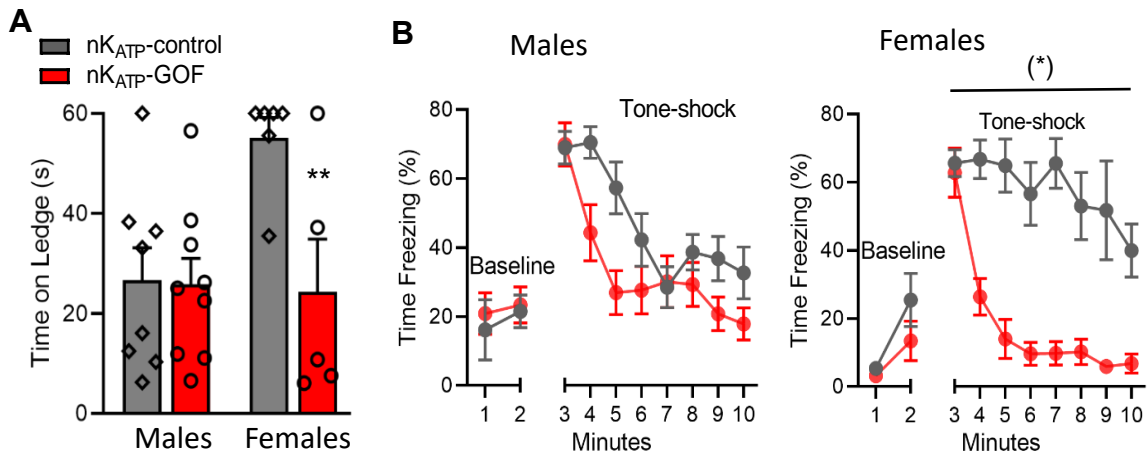 A
nKATP-control
nKATP-GOF
Time on Ledge (s)
60
40
20
0
**
Males
Females
B
Males
Time Freezing (%)
80
60
40
20
0
Tone-shock
Baseline
1 2 3 4 5 6 7 8 9 10
Minutes
Females
(*)
Time Freezing (%)
80
60
40
20
0
Tone-shock
Baseline
1 2 3 4 5 6 7 8 9 10
Minutes